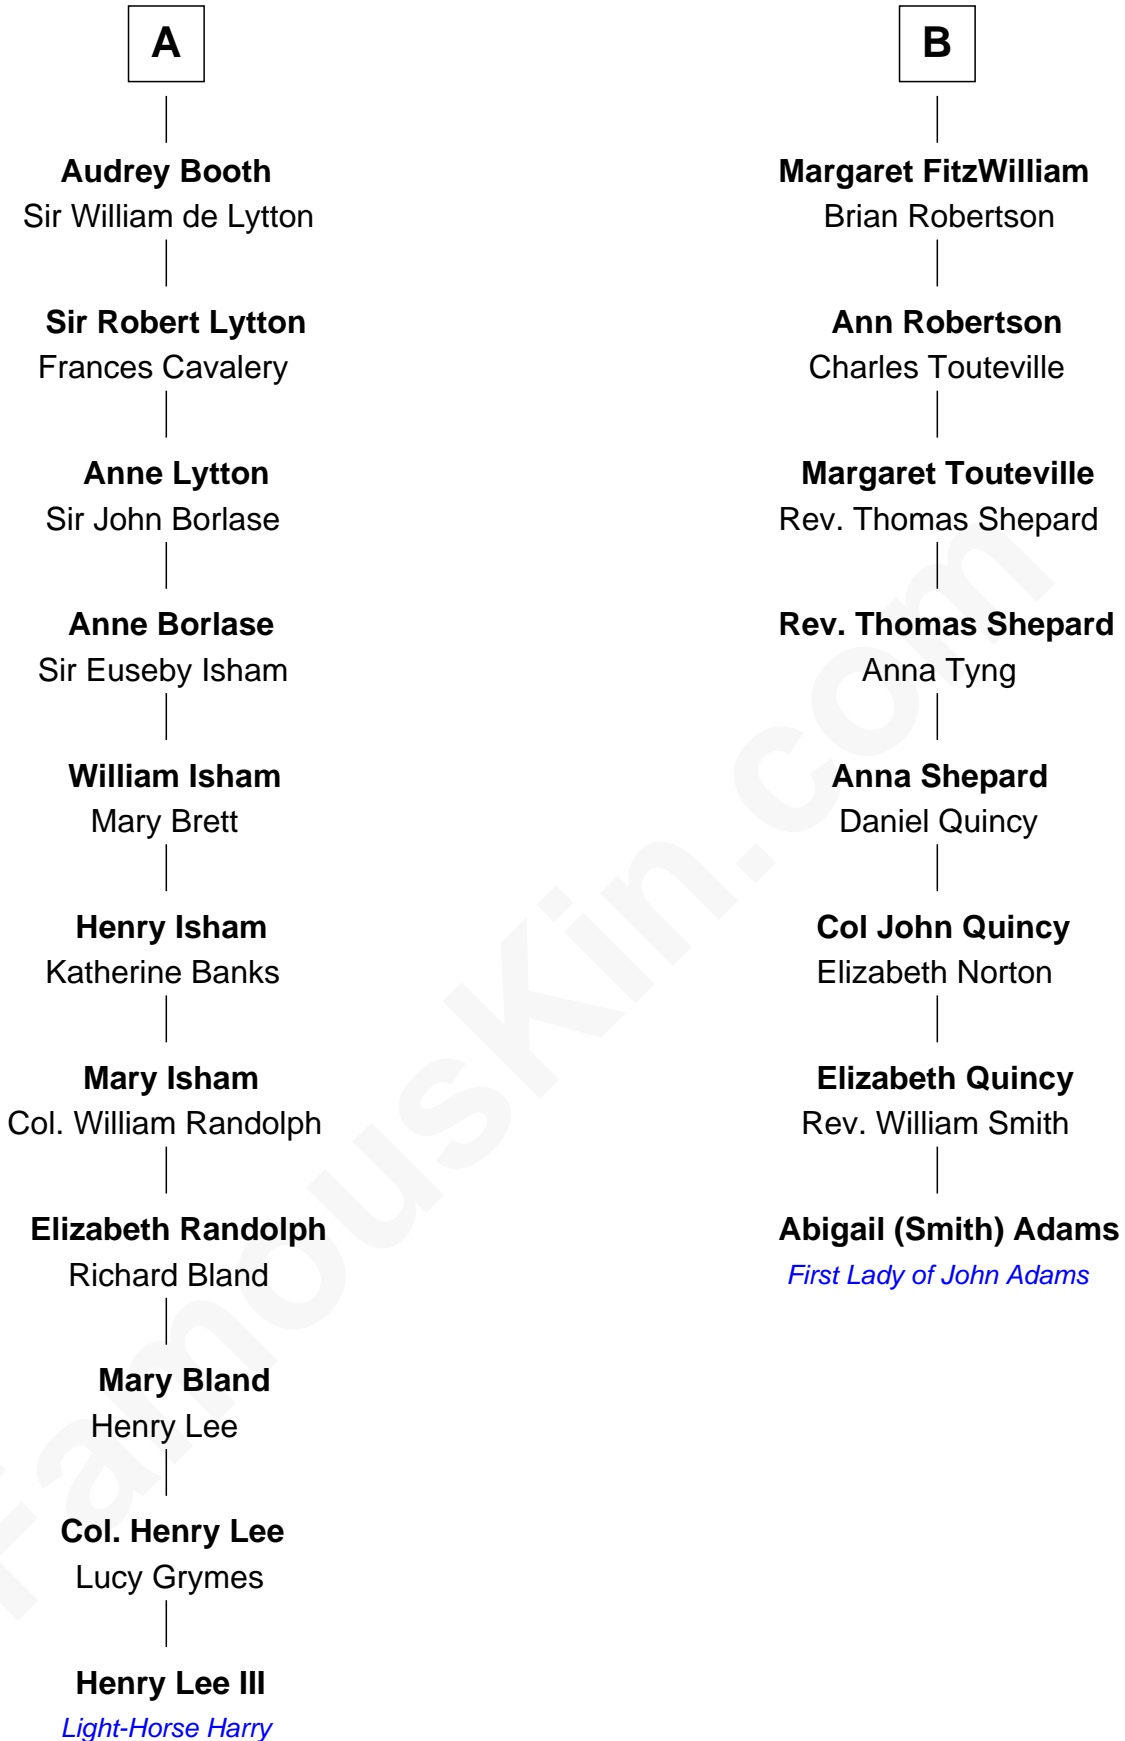 A
Audrey Booth
Sir William de Lytton
Sir Robert Lytton
Frances Cavalery
Anne Lytton
Sir John Borlase
Anne Borlase
Sir Euseby Isham
William Isham
Mary Brett
Henry Isham
Katherine Banks
Mary Isham
Col. William Randolph
Elizabeth Randolph
Richard Bland
Mary Bland
Henry Lee
Col. Henry Lee
Lucy Grymes
Henry Lee III
Light-Horse Harry
B
Margaret FitzWilliam
Brian Robertson
Ann Robertson
Charles Touteville
Margaret Touteville
Rev. Thomas Shepard
Rev. Thomas Shepard
Anna Tyng
Anna Shepard
Daniel Quincy
Col John Quincy
Elizabeth Norton
Elizabeth Quincy
Rev. William Smith
Abigail (Smith) Adams
First Lady of John Adams
FamousKin.com